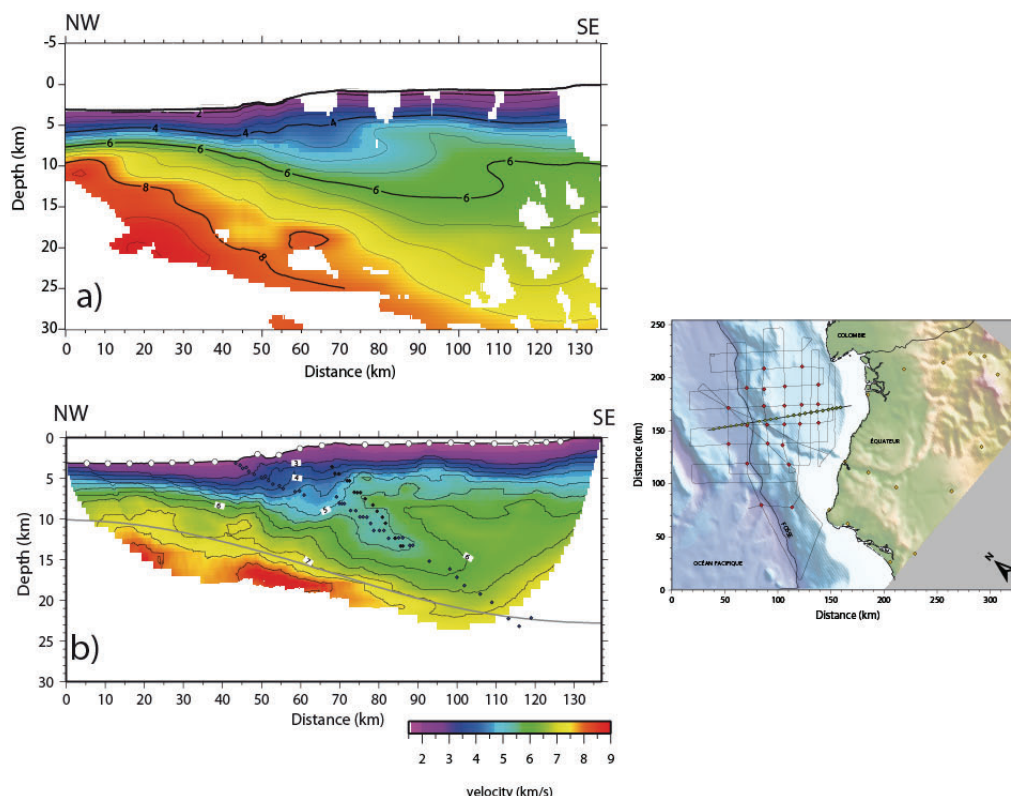 NW SE
-5
0
5
10
15
20
25
30
Depth (km)
2
4 4 4
6 6 6 6 6
8 8 8
a)
0 10 20 30 40 50 60 70 80 90 100 110 120 130
Distance (km)
NW SE
0
5
10
15
20
25
30
Depth (km)
3
4
5
6 6
7
b)
0 10 20 30 40 50 60 70 80 90 100 110 120 130
Distance (km)
2 3 4 5 6 7 8 9
velocity (km/s)
250
200
150
100
50
0
Distance (km)
COLOMBIE
ÉQUATEUR
FOSSE
OCÉAN PACIFIQUE
N
0 50 100 150 200 250 300
Distance (km)